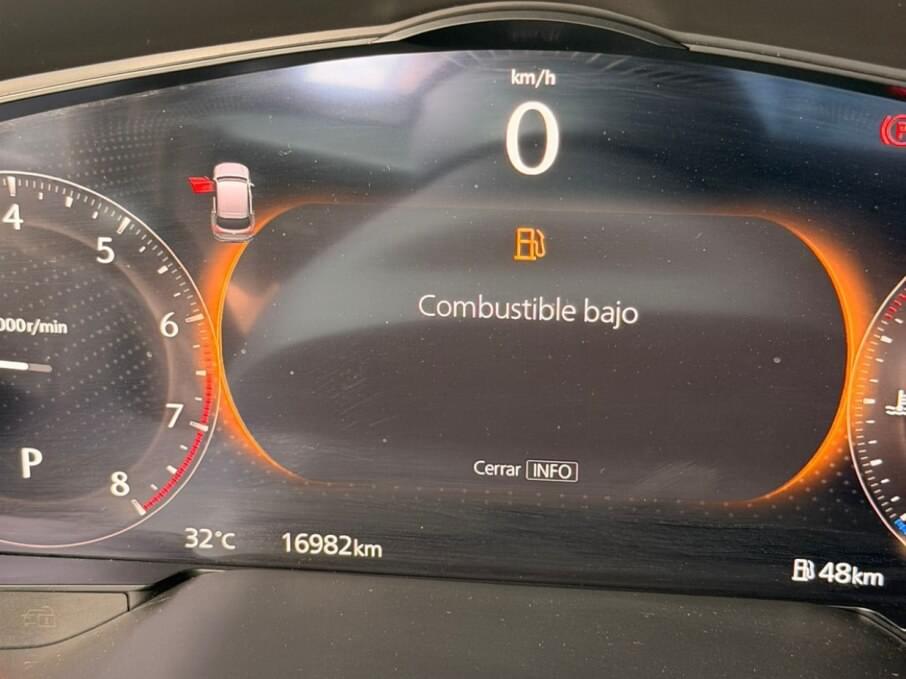 km/h
0
4
5
6
7
8
000r/min
P
Combustible bajo
Cerrar INFO
32°C
16982km
48km